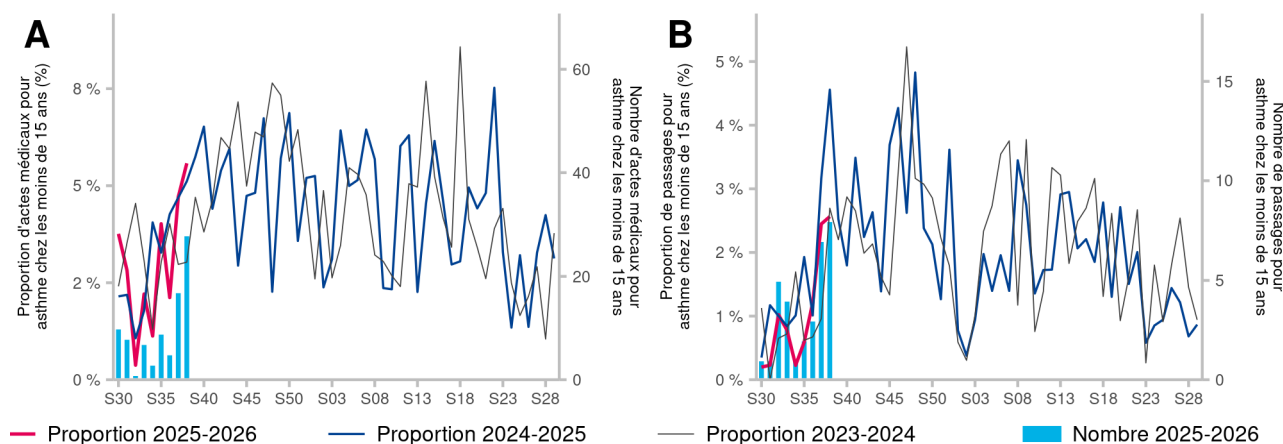 A
Proportion d'actes médicaux pour
asthme chez les moins de 15 ans (%)
8 %
5 %
2 %
0 %
60
40
20
0
Nombre d'actes médicaux pour
asthme chez les moins de 15 ans
S30 S35 S40 S45 S50 S03 S08 S13 S18 S23 S28
B
Proportion de passages pour
asthme chez les moins de 15 ans (%)
5 %
4 %
3 %
2 %
1 %
0 %
15
10
5
0
Nombre de passages pour
asthme chez les moins de 15 ans
S30 S35 S40 S45 S50 S03 S08 S13 S18 S23 S28
Proportion 2025-2026 Proportion 2024-2025 Proportion 2023-2024 Nombre 2025-2026